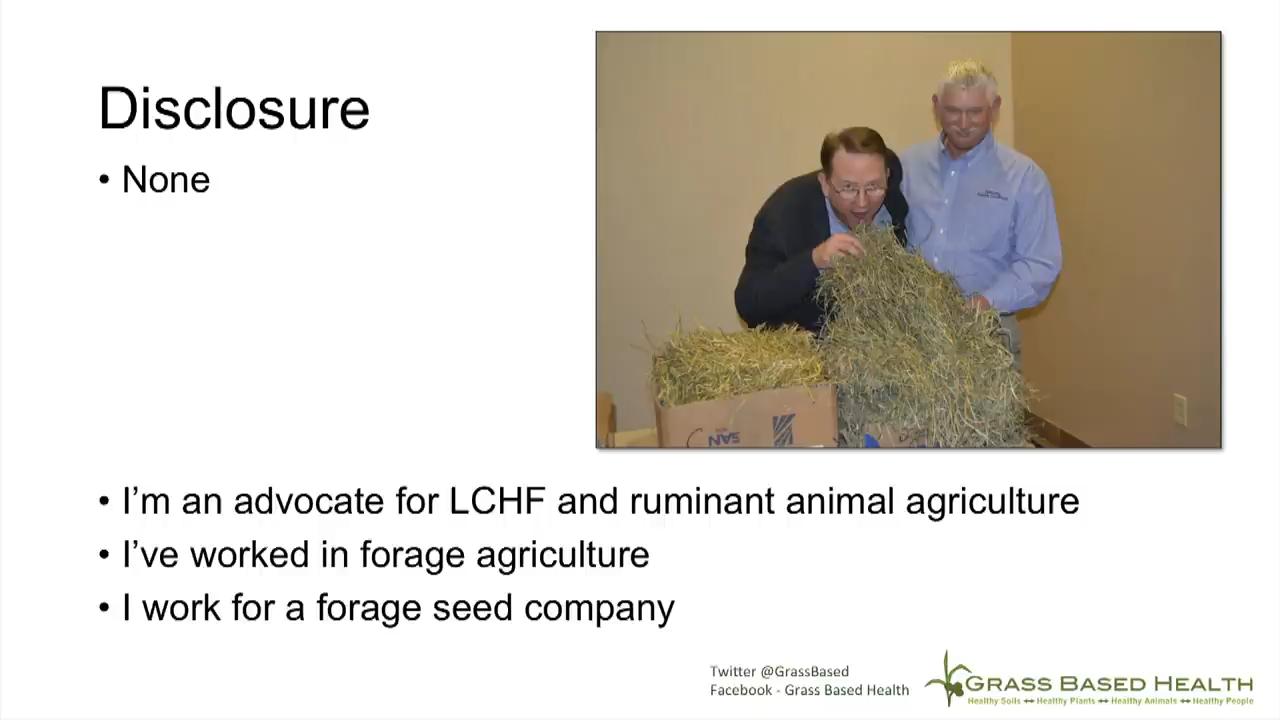 Disclosure
• None
• I'm an advocate for LCHF and ruminant animal agriculture
• I've worked in forage agriculture
• I work for a forage seed company
Twitter @GrassBased
Facebook - Grass Based Health
GRASS BASED HEALTH
Healthy Soils ↔ Healthy Plants ↔ Healthy Animals ↔ Healthy People